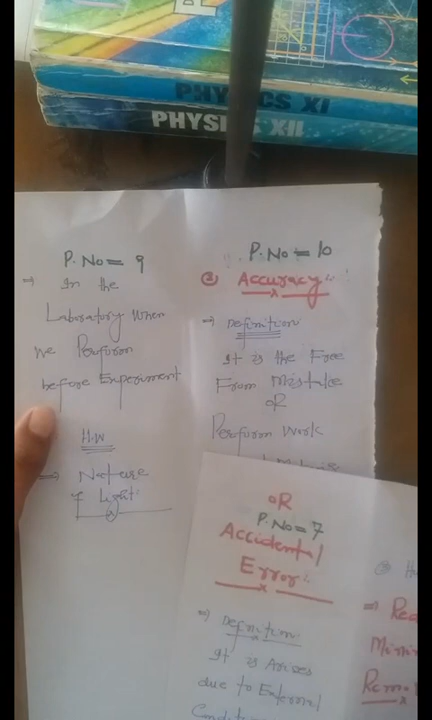 PHYSICS XI
PHYSICS XII
P.No = 9
⇒ In the
Laboratory When
we Perform
before Experiment
H.W
⇒ Nature
of Light:
P.No = 10
@ Accuracy:
⇒ Definition
It is the Free
From Mistake
OR
Perform Work
OR
P.No = 7
Accidental
Error:
⇒ Definition:
It is Arises
due to External